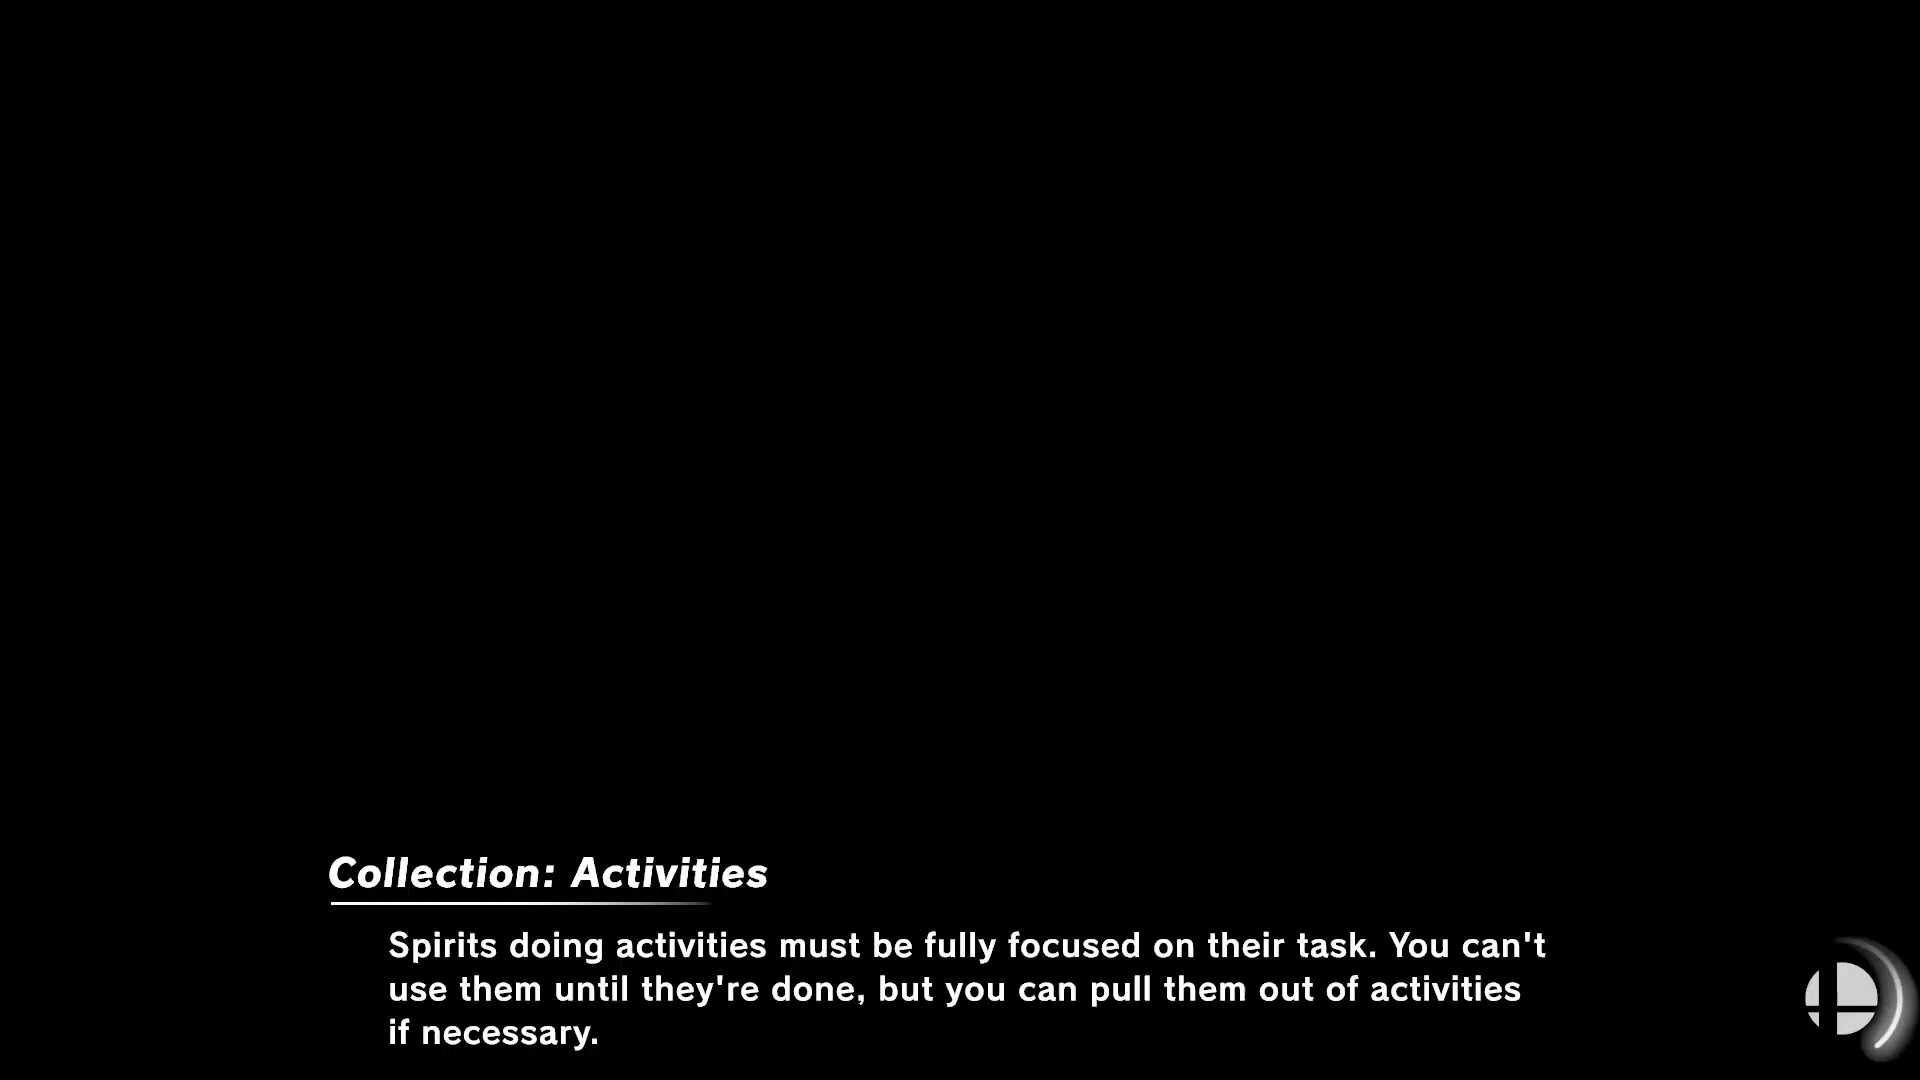 Collection: Activities
Spirits doing activities must be fully focused on their task. You can't
use them until they're done, but you can pull them out of activities
if necessary.